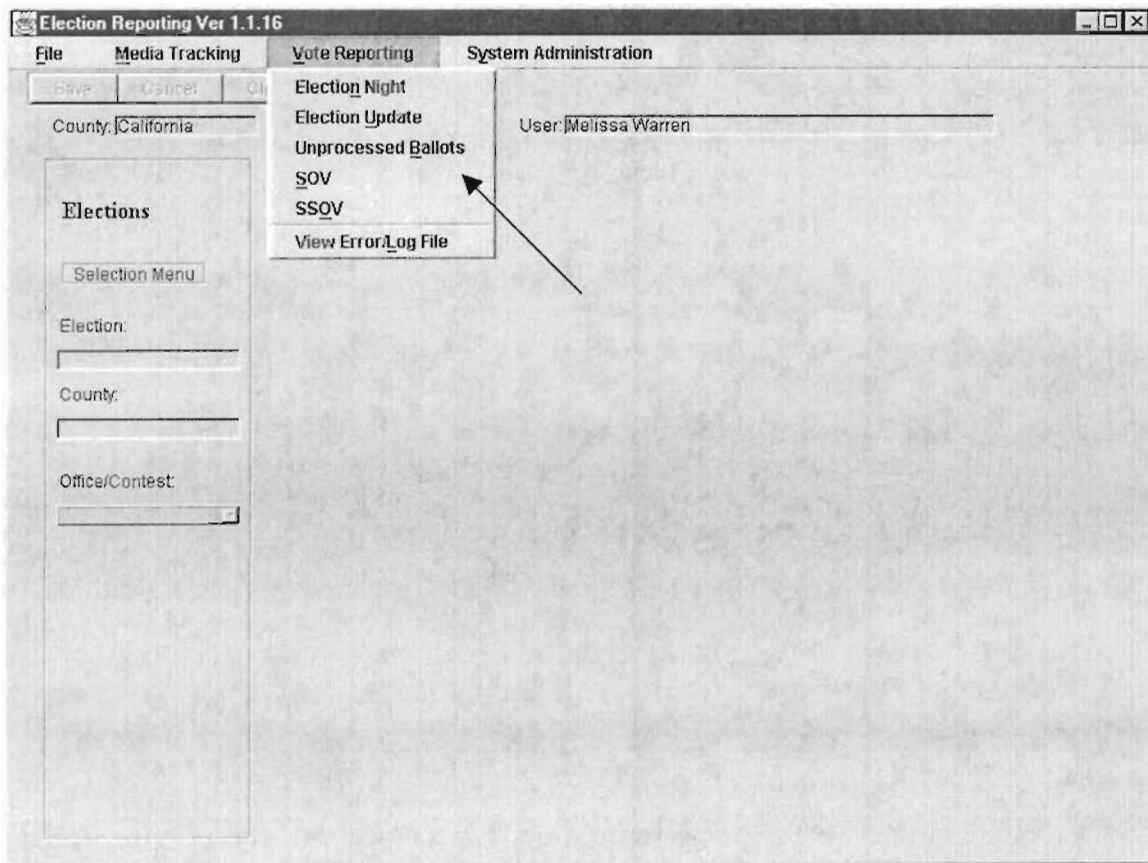 Election Reporting Ver 1.1.16
File Media Tracking Vote Reporting System Administration
Save Cancel
Election Night
Election Update
Unprocessed Ballots
SOV
SSOV
View Error/Log File
County: California
User: Melissa Warren
Elections
Selection Menu
Election:
County:
Office/Contest: